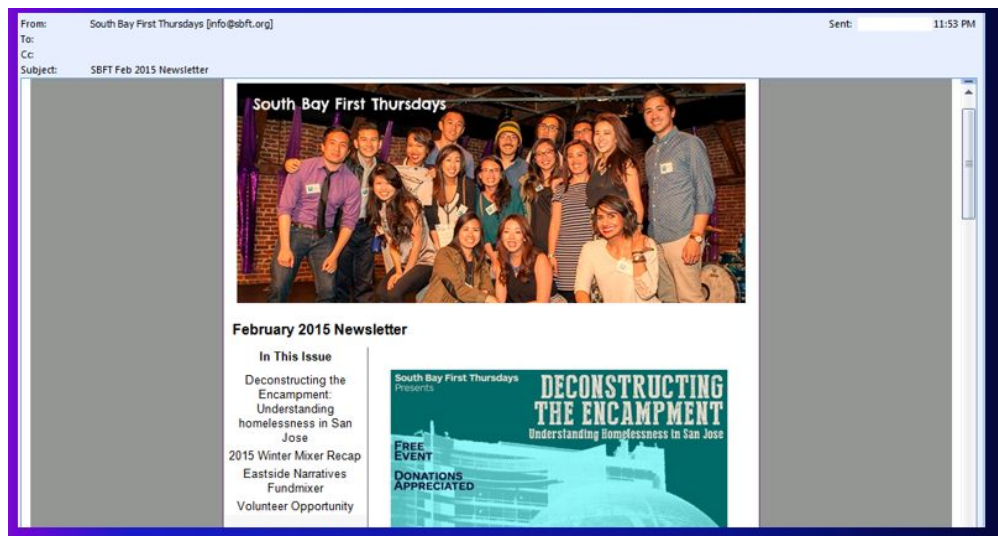 From: South Bay First Thursdays [info@sbft.org] Sent: 11:53 PM
To:
Cc:
Subject: SBFT Feb 2015 Newsletter
South Bay First Thursdays
February 2015 Newsletter
In This Issue
Deconstructing the
Encampment:
Understanding
homelessness in San
Jose
2015 Winter Mixer Recap
Eastside Narratives
Fundmixer
Volunteer Opportunity
South Bay First Thursdays
Presents
DECONSTRUCTING
THE ENCAMPMENT
Understanding Homelessness in San Jose
FREE
EVENT
DONATIONS
APPRECIATED